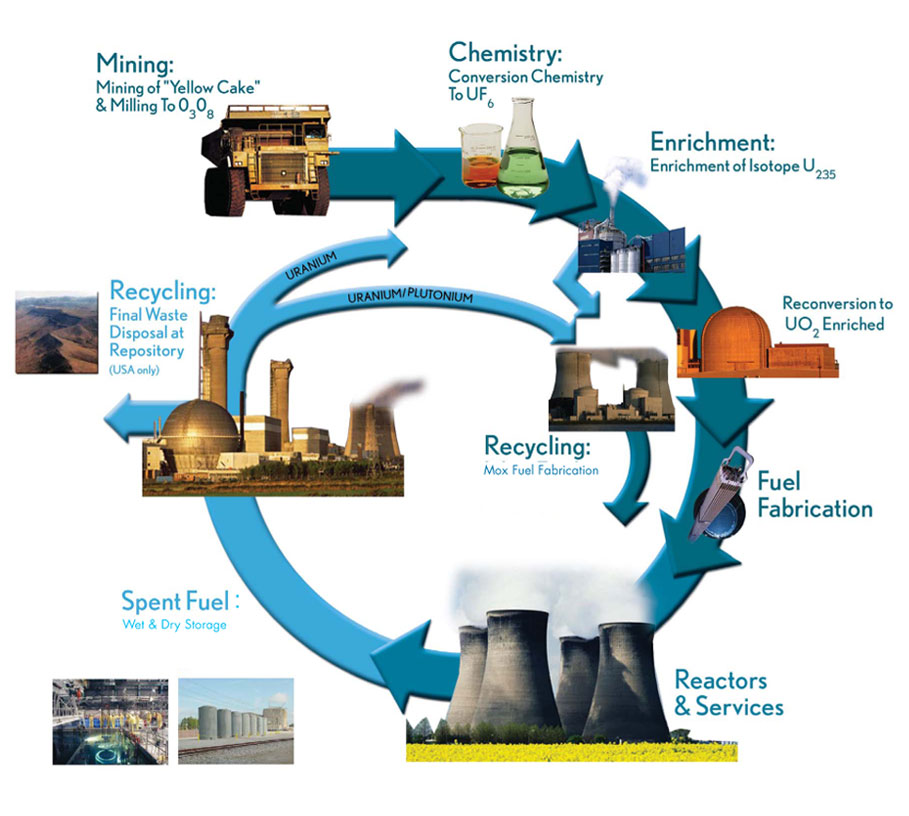 Mining:
Mining of "Yellow Cake"
& Milling To O₃O₈
Chemistry:
Conversion Chemistry
To UF₆
Enrichment:
Enrichment of Isotope U₂₃₅
URANIUM
URANIUM/PLUTONIUM
Recycling:
Final Waste
Disposal at
Repository
(USA only)
Reconversion to
UO₂ Enriched
Recycling:
Mox Fuel Fabrication
Fuel
Fabrication
Spent Fuel :
Wet & Dry Storage
Reactors
& Services